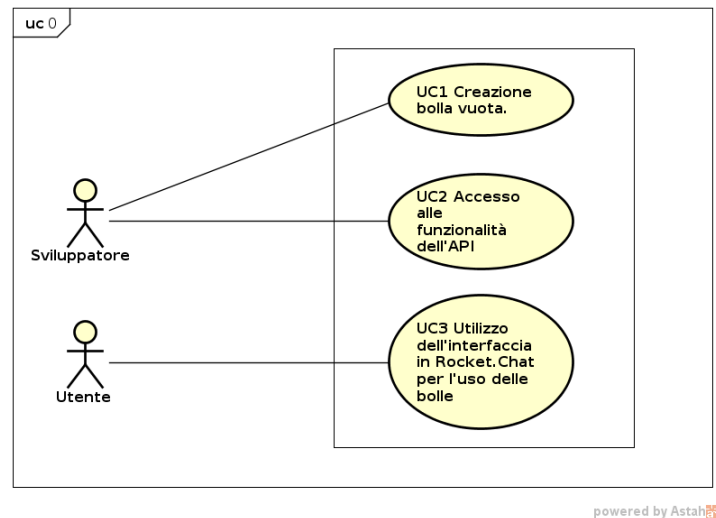 uc 0
UC1 Creazione
bolla vuota.
UC2 Accesso
alle
funzionalità
dell'API
Sviluppatore
UC3 Utilizzo
dell'interfaccia
in Rocket.Chat
per l'uso delle
bolle
Utente
powered by Astah